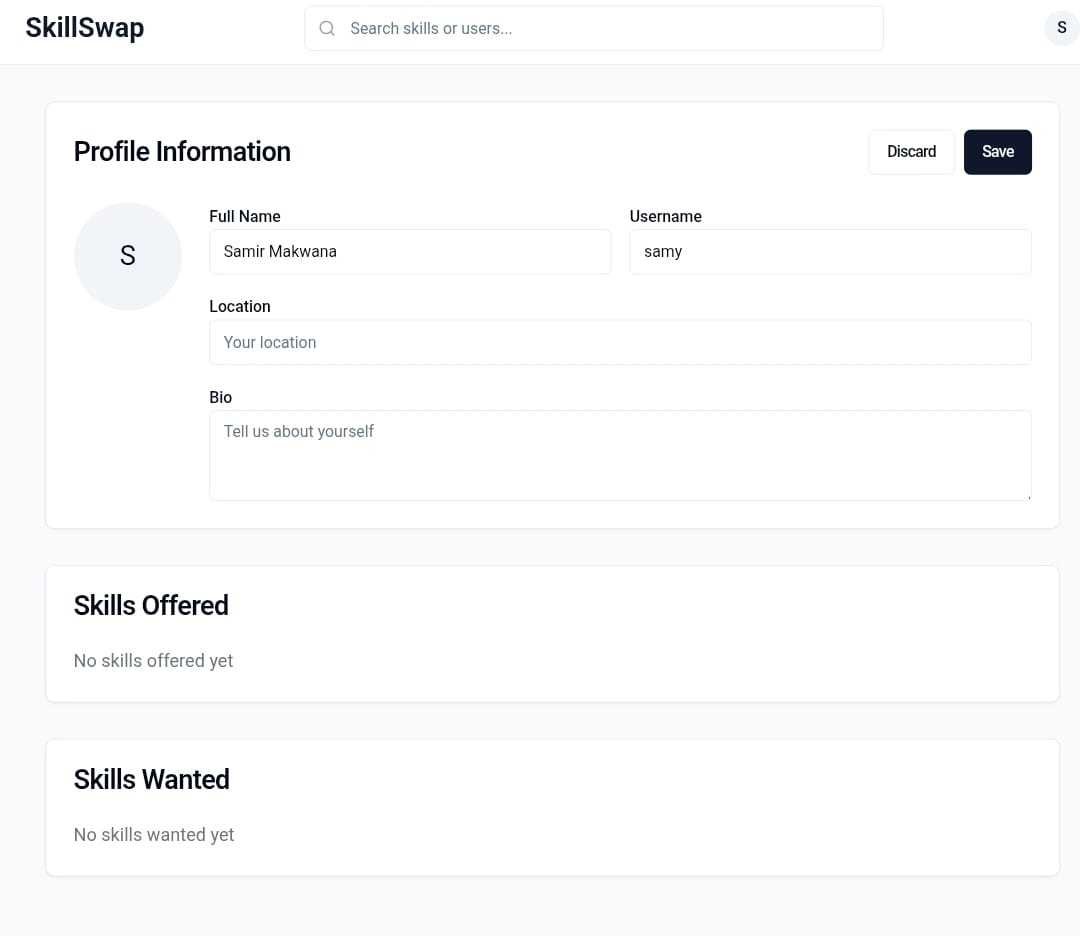 SkillSwap
Search skills or users...
S
Profile Information
Discard
Save
S
Full Name
Username
Samir Makwana
samy
Location
Your location
Bio
Tell us about yourself
Skills Offered
No skills offered yet
Skills Wanted
No skills wanted yet